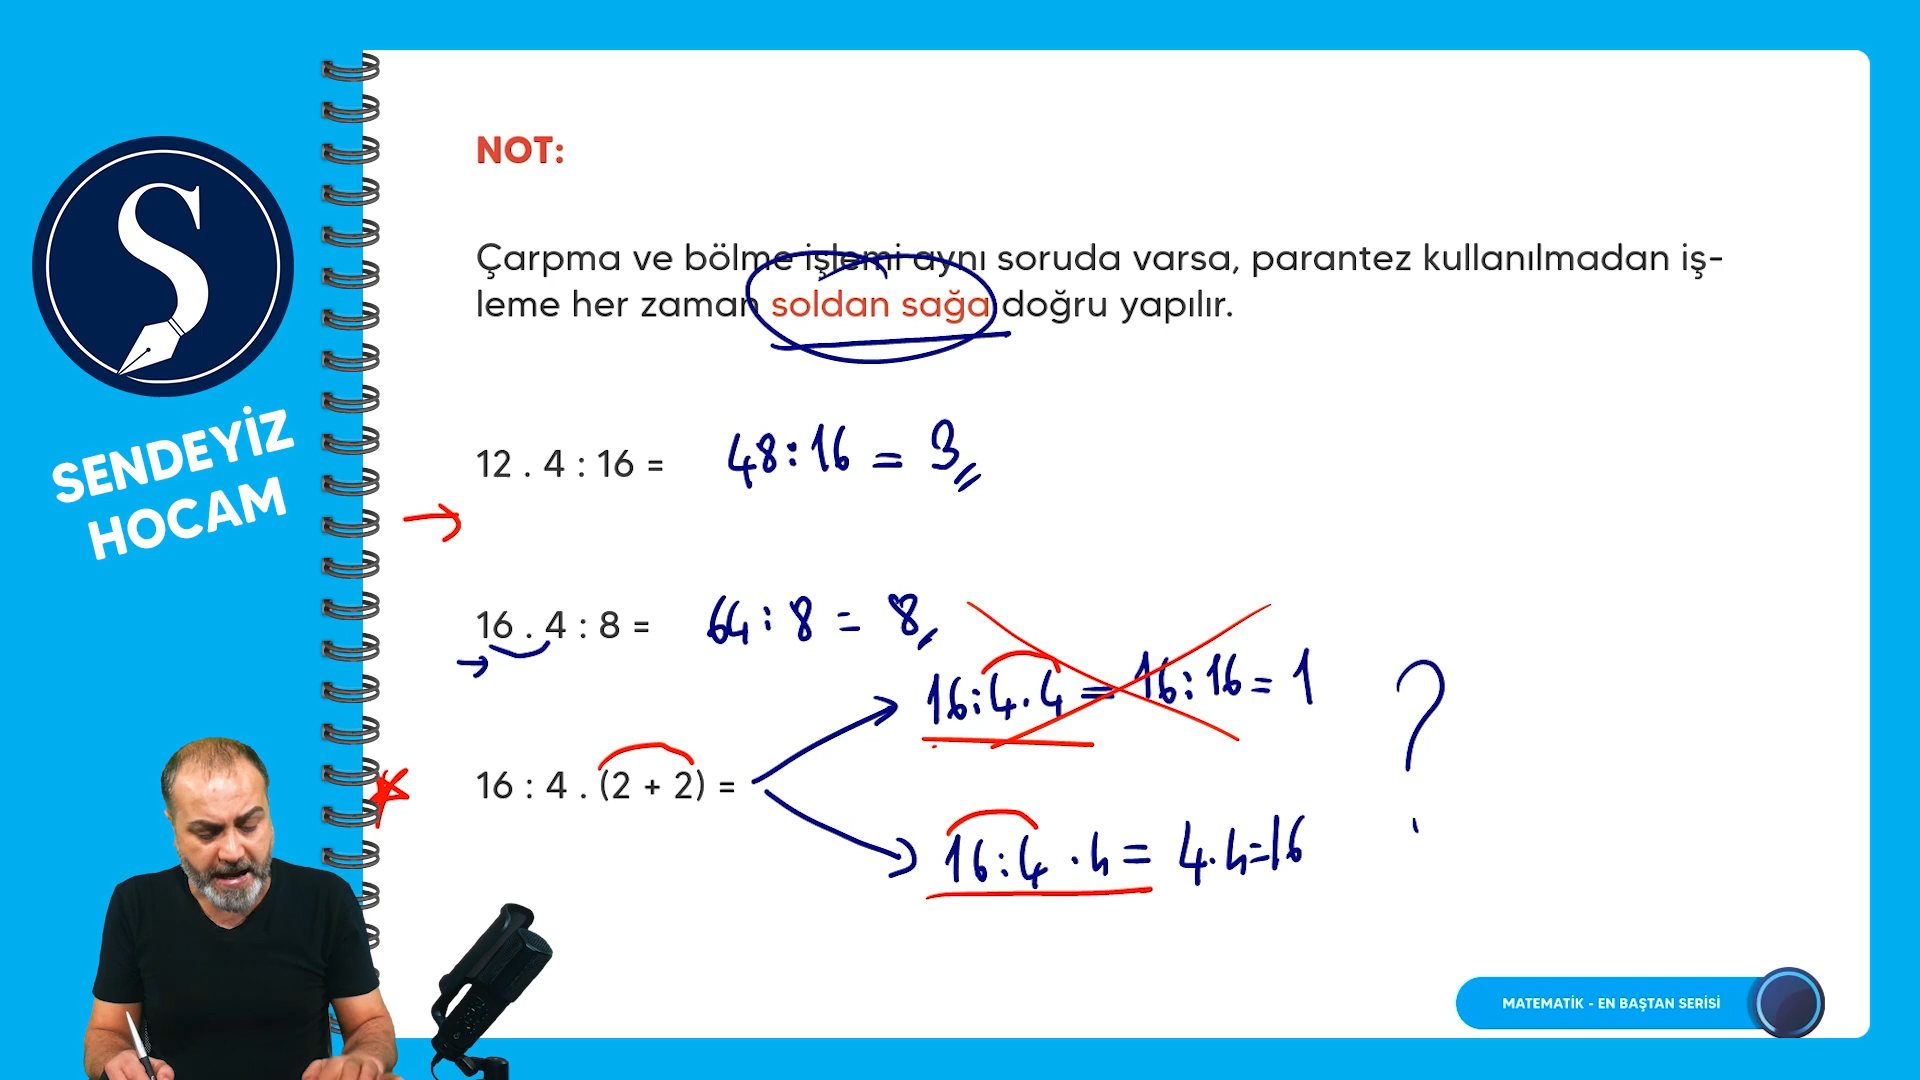 S
SENDEYİZ
HOCAM
NOT:
Çarpma ve bölme işlemi aynı soruda varsa, parantez kullanılmadan iş-
leme her zaman soldan sağa doğru yapılır.
12 . 4 : 16 = 48 : 16 = 3
16 . 4 : 8 = 64 : 8 = 8
16 : 4 . 4 = 16 : 16 = 1 ?
16 : 4 . (2 + 2) =
16 : 4 . 4 = 4 . 4 = 16
MATEMATİK - EN BAŞTAN SERİSİ